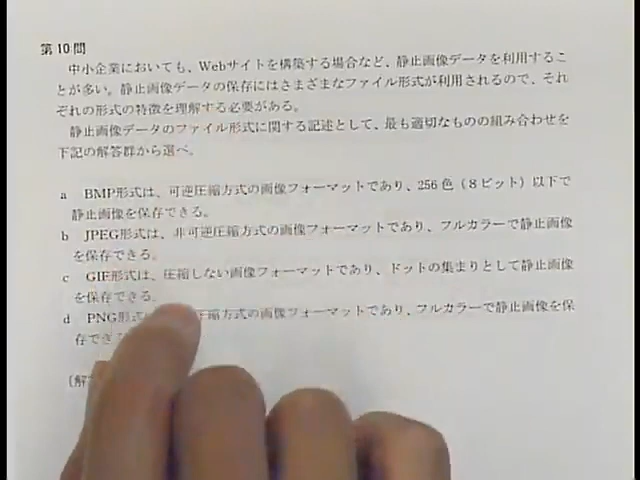 第10問
中小企業においても、Webサイトを構築する場合など、静止画像データを利用するこ
とが多い。静止画像データの保存にはさまざまなファイル形式が利用されるので、それ
ぞれの形式の特徴を理解する必要がある。
静止画像データのファイル形式に関する記述として、最も適切なものの組み合わせを
下記の解答群から選べ。
a BMP形式は、可逆圧縮方式の画像フォーマットであり、256色（8ビット）以下で
静止画像を保存できる。
b JPEG形式は、非可逆圧縮方式の画像フォーマットであり、フルカラーで静止画像
を保存できる。
c GIF形式は、圧縮しない画像フォーマットであり、ドットの集まりとして静止画像
を保存できる。
d PNG形式 圧縮方式の画像フォーマットであり、フルカラーで静止画像を保
存でき
〔解